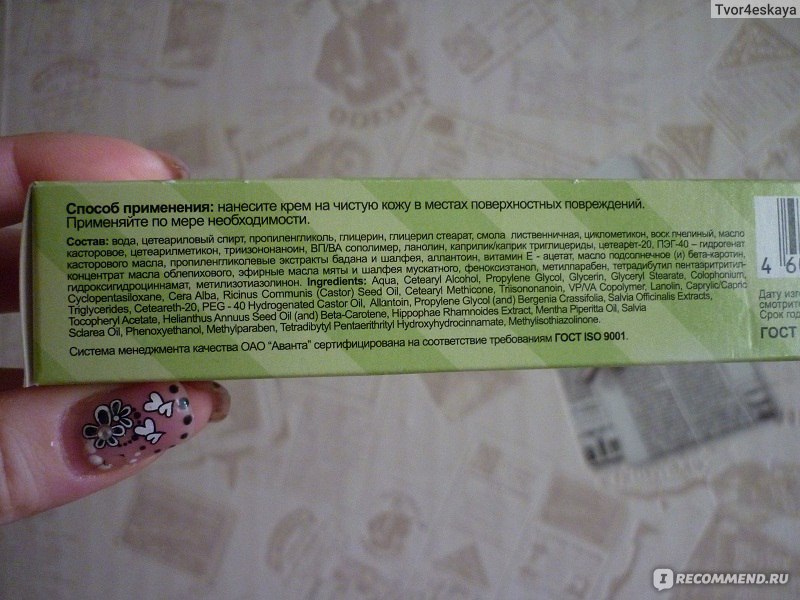 Tvor4eskaya
Способ применения: нанесите крем на чистую кожу в местах поверхностных повреждений.
Применяйте по мере необходимости.
Состав: вода, цетеариловый спирт, пропиленгликоль, глицерин, глицерил стеарат, смола лиственничная, циклометикон, воск пчелиный, масло
касторовое, цетеарилметикон, триизононаноин, ВП/ВА сополимер, ланолин, каприлик/каприк триглицериды, цетеарет-20, ПЭГ-40 – гидрогенат
касторового масла, пропиленгликолевые экстракты бадана и шалфея, аллантоин, витамин Е - ацетат, масло подсолнечное (и) бета-каротин,
концентрат масла облепихового, эфирные масла мяты и шалфея мускатного, феноксиэтанол, метилпарабен, тетрадибутил пентаэритритил-
гидроксигидроциннамат, метилизотиазолинон. Ingredients: Aqua, Cetearyl Alcohol, Propylene Glycol, Glycerin, Glyceryl Stearate, Colophonium,
Cyclopentasiloxane, Cera Alba, Ricinus Communis (Castor) Seed Oil, Cetearyl Methicone, Trisononanoin, VP/VA Copolymer, Lanolin, Caprylic/Capric
Triglycerides, Ceteareth-20, PEG - 40 Hydrogenated Castor Oil, Allantoin, Propylene Glycol (and) Bergenia Crassifolia, Salvia Officinalis Extracts,
Tocopheryl Acetate, Helianthus Annuus Seed Oil (and) Beta-Carotene, Hippophae Rhamnoides Extract, Mentha Piperitta Oil, Salvia
Sclarea Oil, Phenoxyethanol, Methylparaben, Tetradibytyl Pentaerithrityl Hydroxyhydrocinnamate, Methylisothiazolinone.
Система менеджмента качества ОАО "Аванта" сертифицирована на соответствие требованиям ГОСТ ISO 9001.
4 60
Дату изго
смотрите
Срок год
ГОСТ
IRECOMMEND.RU